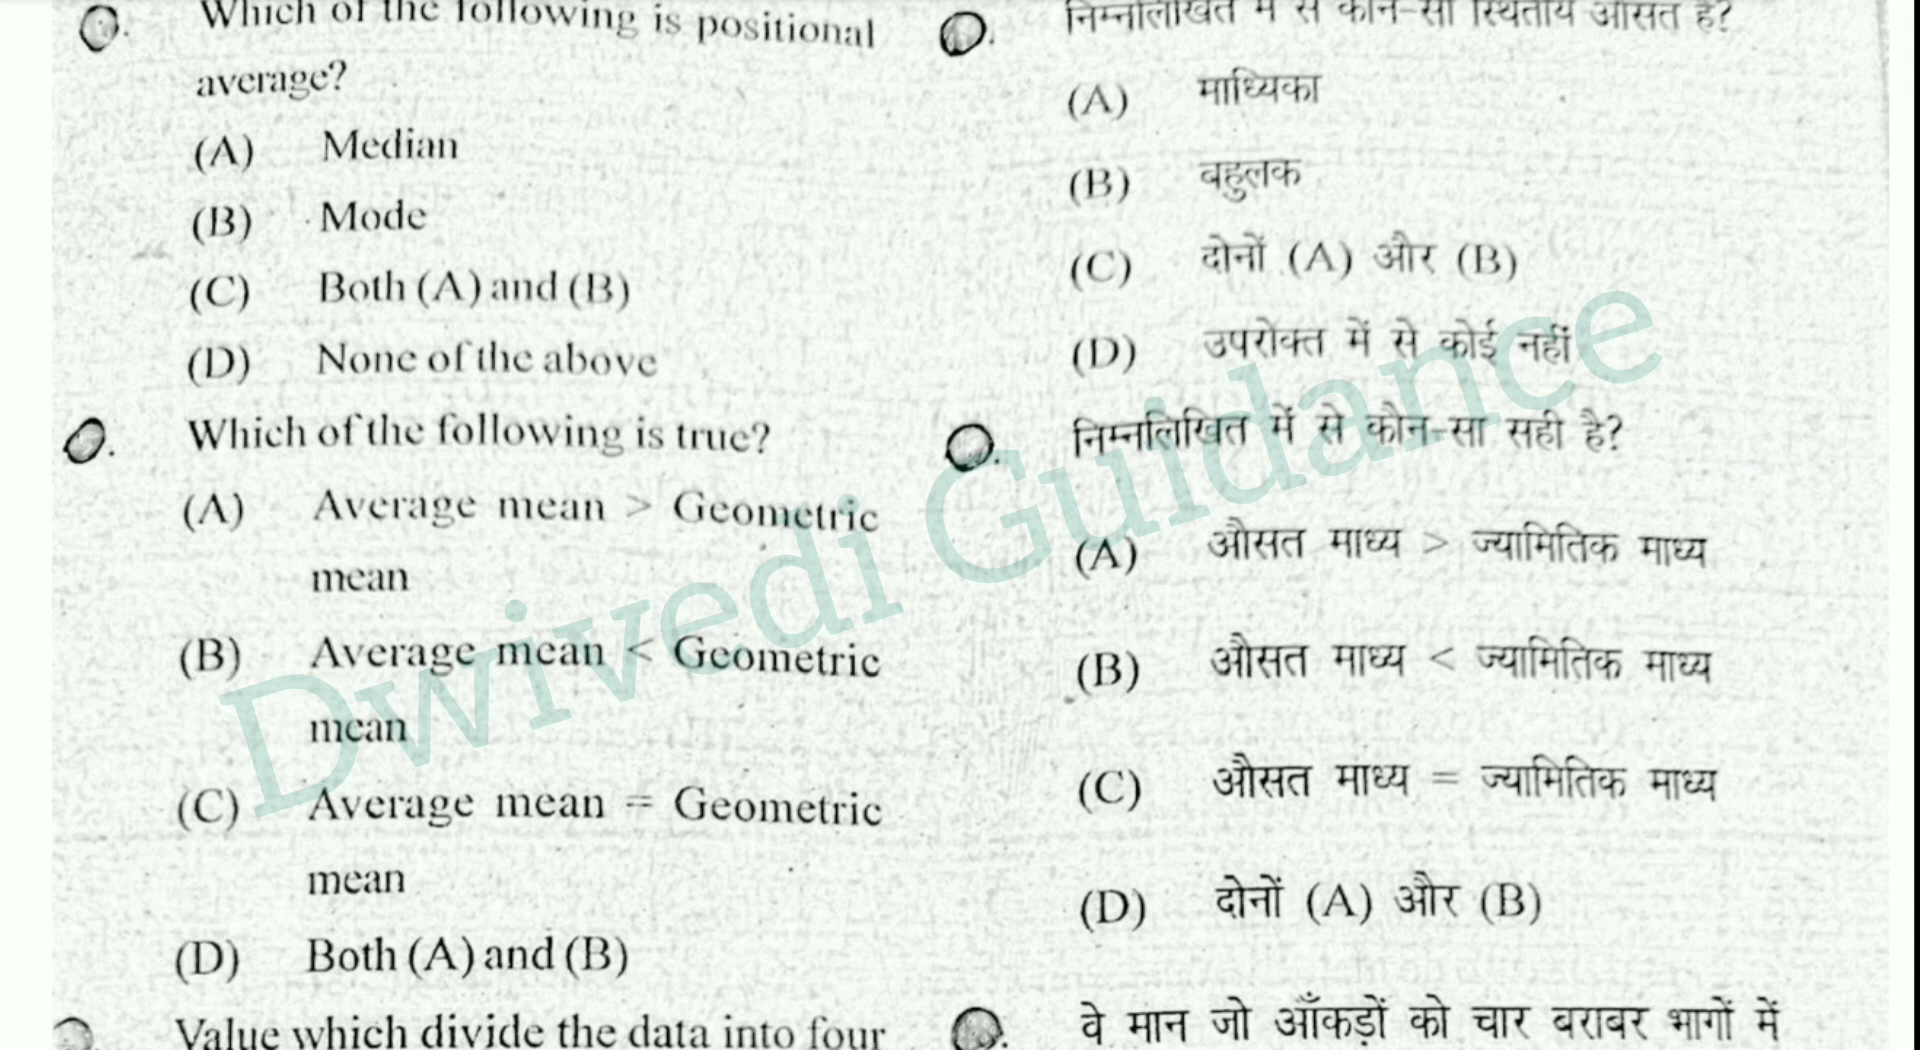 Which of the following is positional
average?
(A) Median
(B) Mode
(C) Both (A) and (B)
(D) None of the above
Which of the following is true?
(A) Average mean > Geometric
mean
(B) Average mean < Geometric
mean
(C) Average mean = Geometric
mean
(D) Both (A) and (B)
Value which divide the data into four
निम्नलिखित में से कौन-सा स्थितीय औसत है?
(A) माध्यिका
(B) बहुलक
(C) दोनों (A) और (B)
(D) उपरोक्त में से कोई नहीं
निम्नलिखित में से कौन-सा सही है?
(A) औसत माध्य > ज्यामितिक माध्य
(B) औसत माध्य < ज्यामितिक माध्य
(C) औसत माध्य = ज्यामितिक माध्य
(D) दोनों (A) और (B)
वे मान जो आँकड़ों को चार बराबर भागों में
Dwivedi Guidance